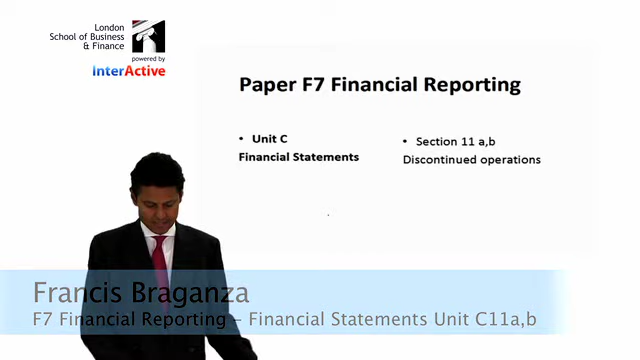 London
School of Business
& Finance
powered by
InterActive
Paper F7 Financial Reporting
• Unit C
Financial Statements
• Section 11 a,b
Discontinued operations
Francis Braganza
F7 Financial Reporting – Financial Statements Unit C11a,b